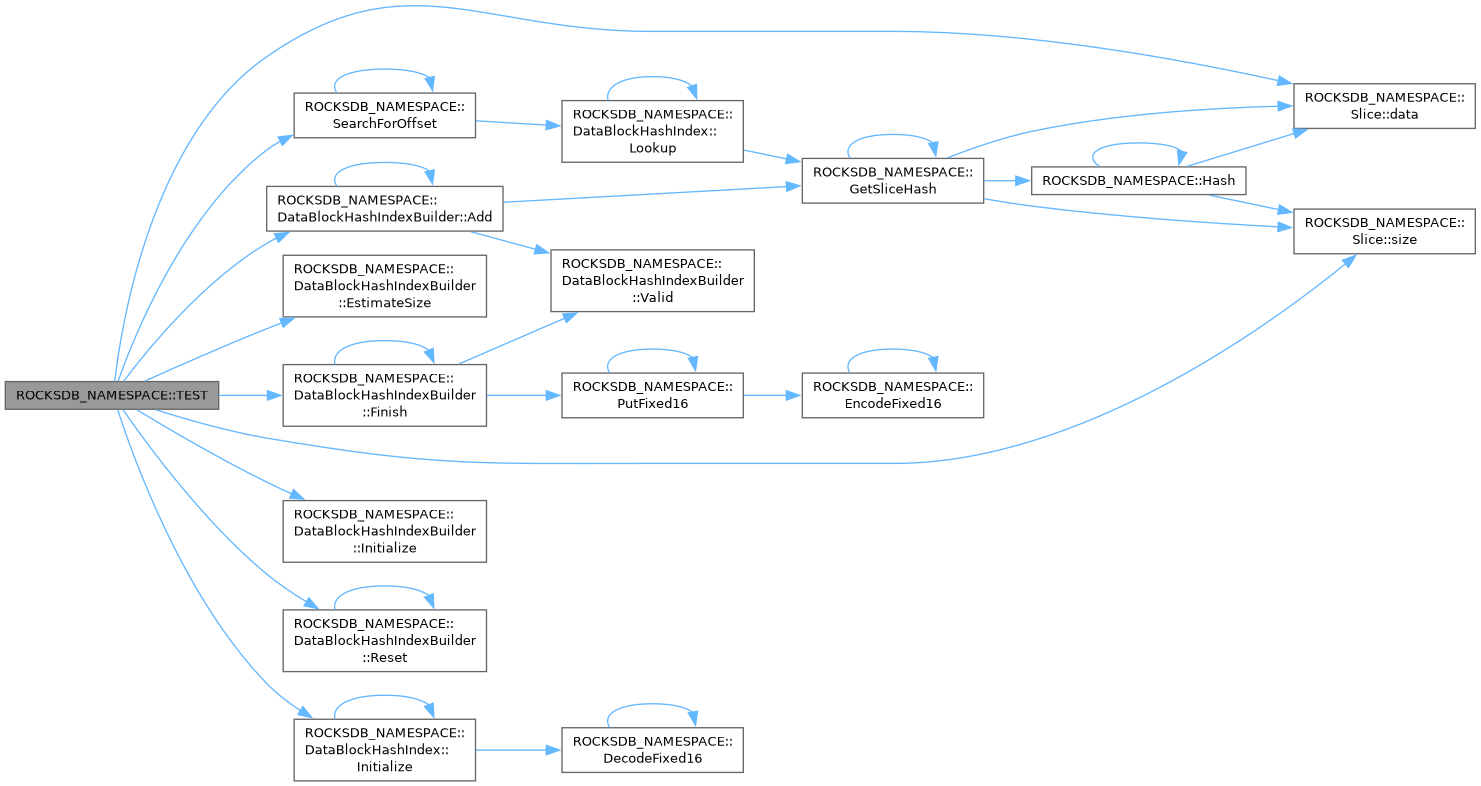 ROCKSDB_NAMESPACE::TEST
ROCKSDB_NAMESPACE::
SearchForOffset
ROCKSDB_NAMESPACE::
DataBlockHashIndex::
Lookup
ROCKSDB_NAMESPACE::
GetSliceHash
ROCKSDB_NAMESPACE::Hash
ROCKSDB_NAMESPACE::
Slice::data
ROCKSDB_NAMESPACE::
Slice::size
ROCKSDB_NAMESPACE::
DataBlockHashIndexBuilder::Add
ROCKSDB_NAMESPACE::
DataBlockHashIndexBuilder
::Valid
ROCKSDB_NAMESPACE::
DataBlockHashIndexBuilder
::EstimateSize
ROCKSDB_NAMESPACE::
DataBlockHashIndexBuilder
::Finish
ROCKSDB_NAMESPACE::
PutFixed16
ROCKSDB_NAMESPACE::
EncodeFixed16
ROCKSDB_NAMESPACE::
DataBlockHashIndexBuilder
::Initialize
ROCKSDB_NAMESPACE::
DataBlockHashIndexBuilder
::Reset
ROCKSDB_NAMESPACE::
DataBlockHashIndex::
Initialize
ROCKSDB_NAMESPACE::
DecodeFixed16